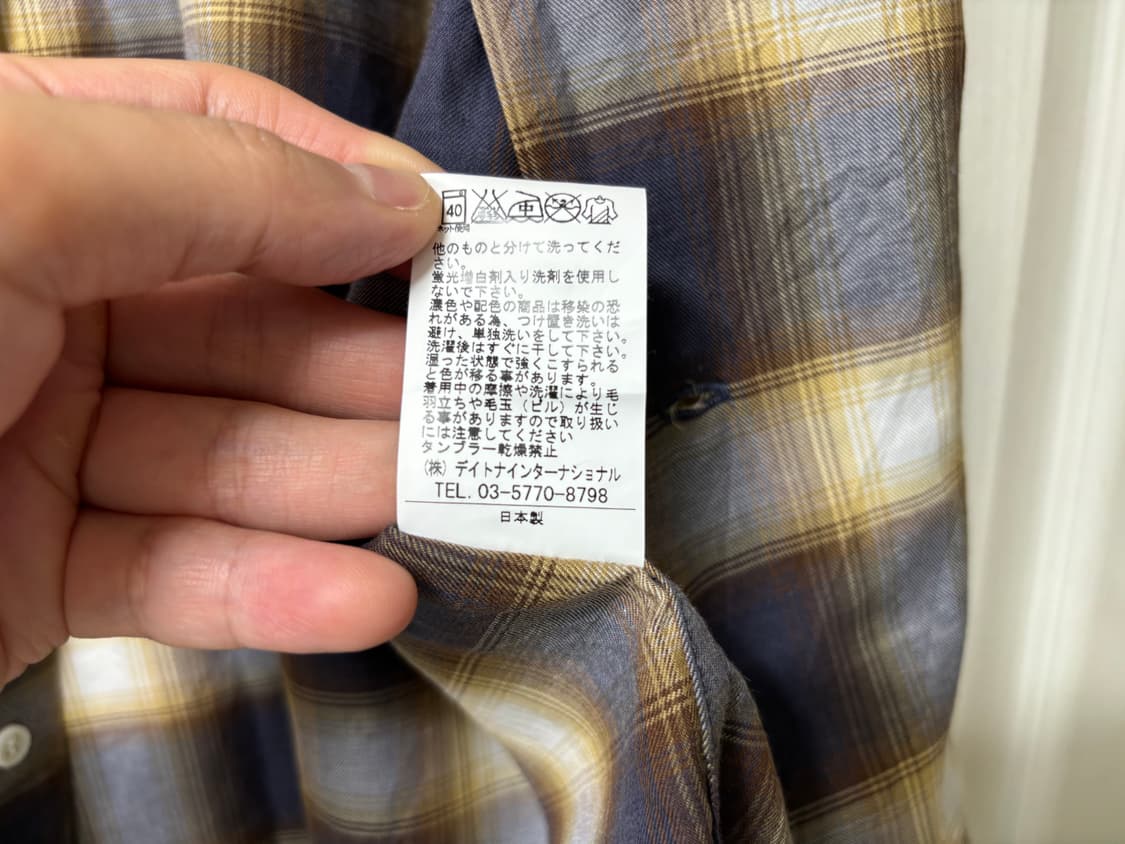 40
ネット使用
中
他のものと分けて洗ってくだ
さい。
蛍光増白剤入り洗剤を使用し
ないで下さい。
濃色や配色の商品は移染の恐
れがある為、つけ置き洗いは
避け、単独洗いをして下さい。
洗濯後はすぐに干して下さい。
湿った状態で強くこすられる
と色が移る事があります。
着用中の摩擦や洗濯により毛
羽立ちや毛玉（ピル）が生じ
る事がありますので取り扱い
には注意してください
タンブラー乾燥禁止
（株）デイトナインターナショナル
TEL. 03-5770-8798
日本製